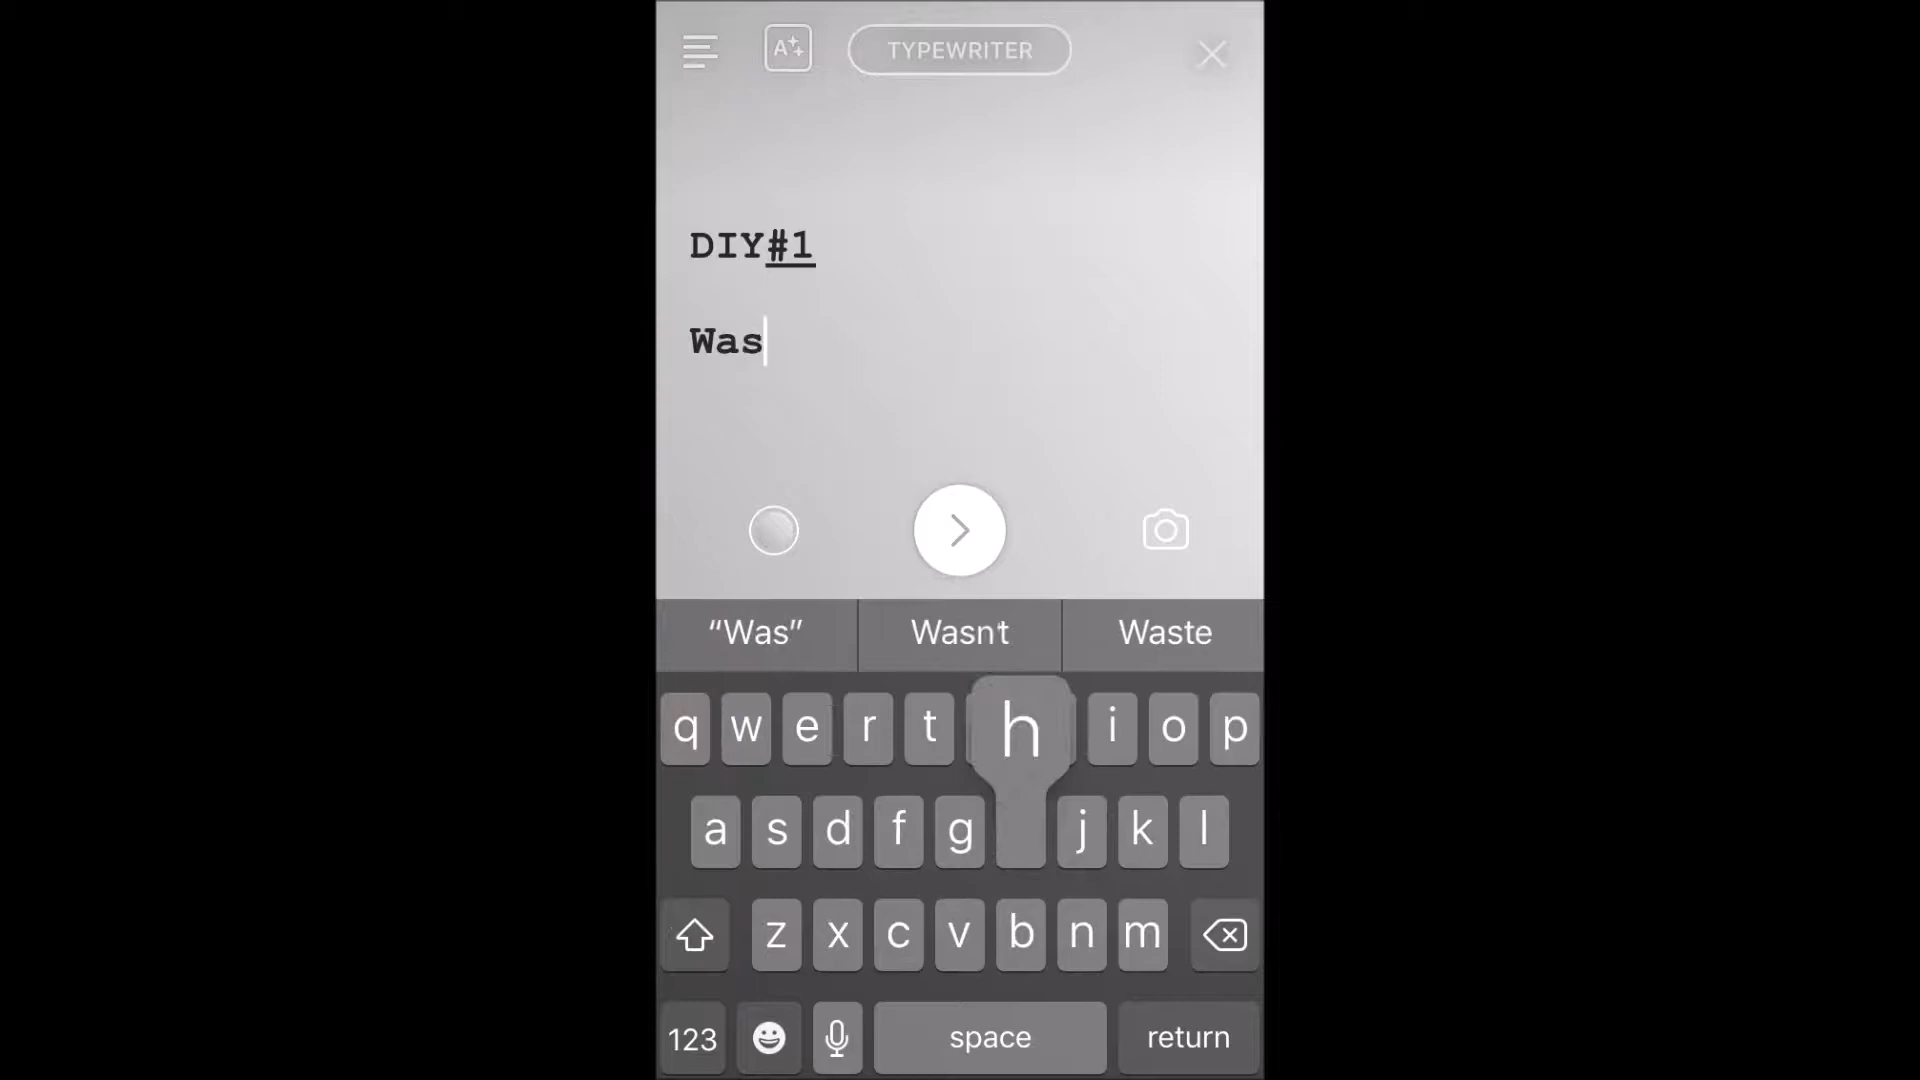 A
TYPEWRITER
DIY#1
Was
“Was” Wasn't Waste
q w e r t h i o p
a s d f g j k l
z x c v b n m
123 space return